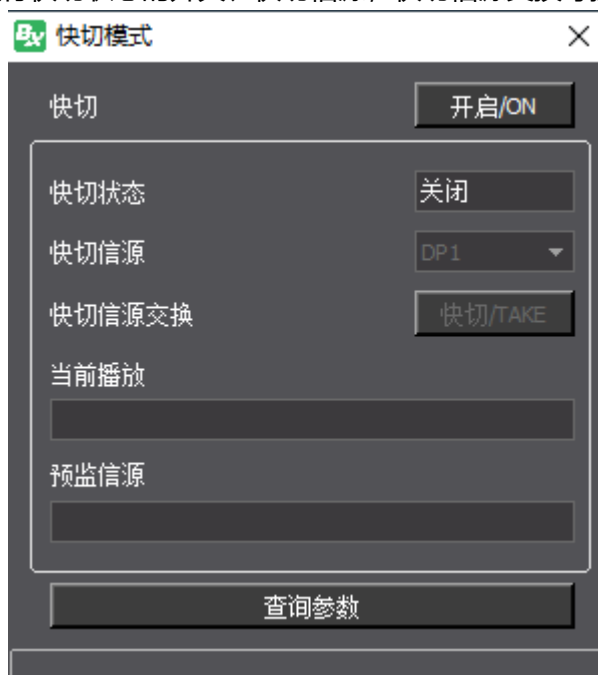 BX 快切模式
快切 开启/ON
快切状态 关闭
快切信源 DP1
快切信源交换 快切/TAKE
当前播放
预监信源
查询参数